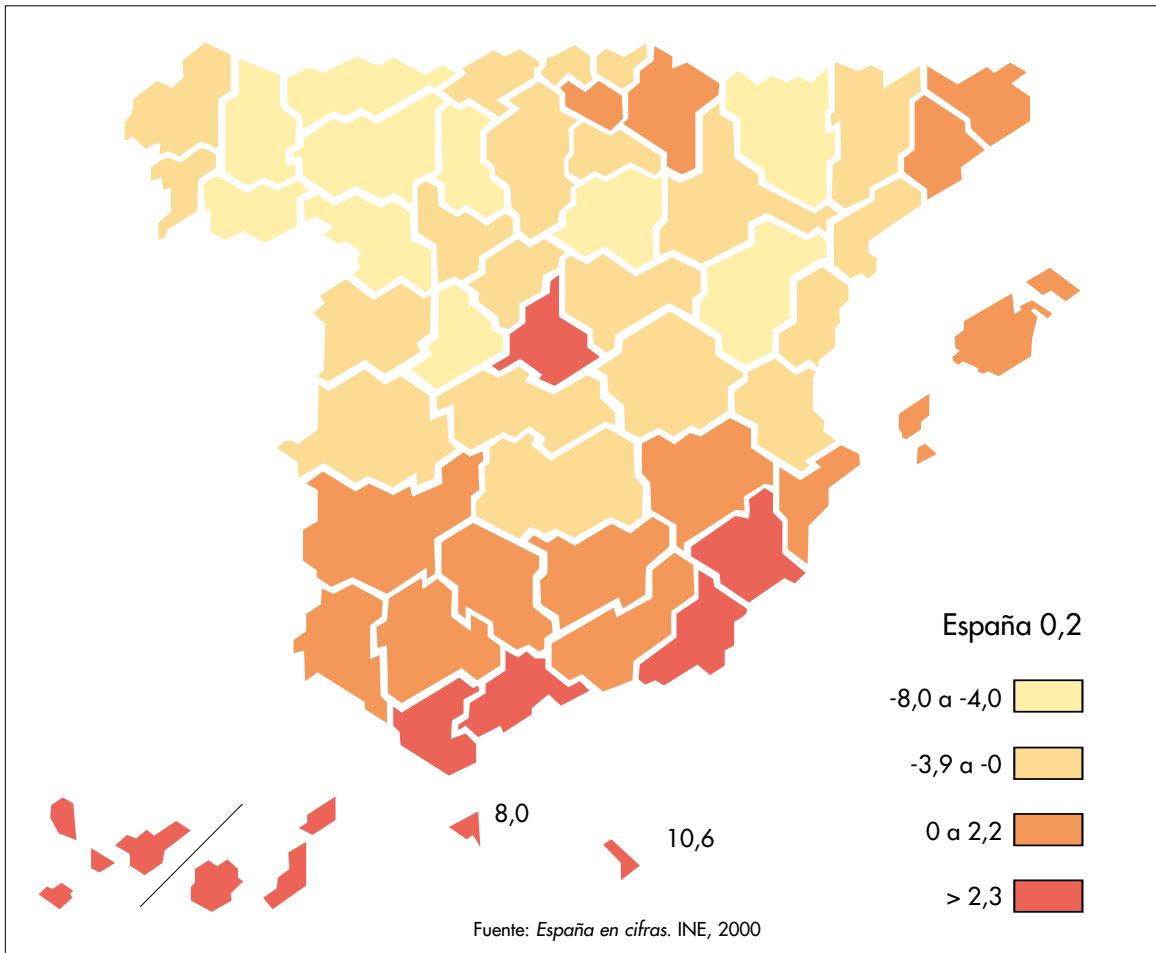 España 0,2
-8,0 a -4,0
-3,9 a -0
0 a 2,2
> 2,3
8,0
10,6
Fuente: España en cifras. INE, 2000